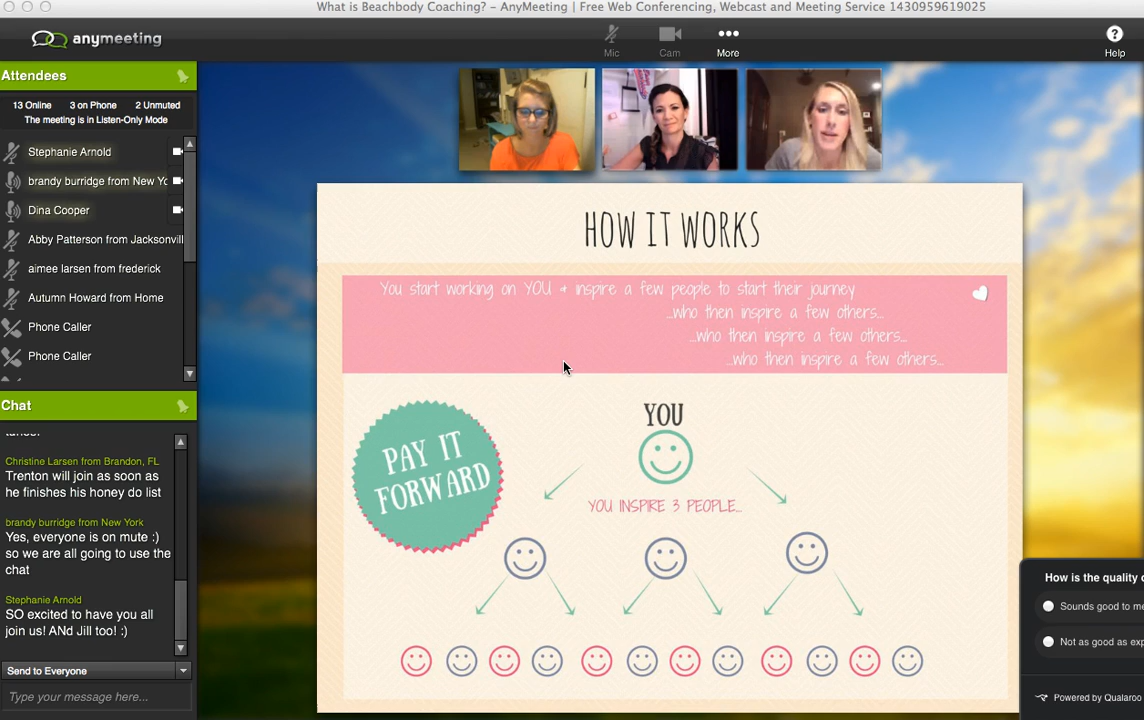 What is Beachbody Coaching? - AnyMeeting | Free Web Conferencing, Webcast and Meeting Service 1430959619025
anymeeting
Mic
Cam
More
Help
Attendees
13 Online 3 on Phone 2 Unmuted
The meeting is in Listen-Only Mode
Stephanie Arnold
brandy burridge from New Yo
Dina Cooper
Abby Patterson from Jacksonvill
aimee larsen from frederick
Autumn Howard from Home
Phone Caller
Phone Caller
Chat
Christine Larsen from Brandon, FL
Trenton will join as soon as
he finishes his honey do list
brandy burridge from New York
Yes, everyone is on mute :)
so we are all going to use the
chat
Stephanie Arnold
SO excited to have you all
join us! ANd Jill too! :)
Send to Everyone
Type your message here...
HOW IT WORKS
You start working on YOU + inspire a few people to start their journey
...who then inspire a few others...
...who then inspire a few others...
...who then inspire a few others...
PAY IT
FORWARD
YOU
YOU INSPIRE 3 PEOPLE...
How is the quality o
Sounds good to me
Not as good as exp
Powered by Qualaroo